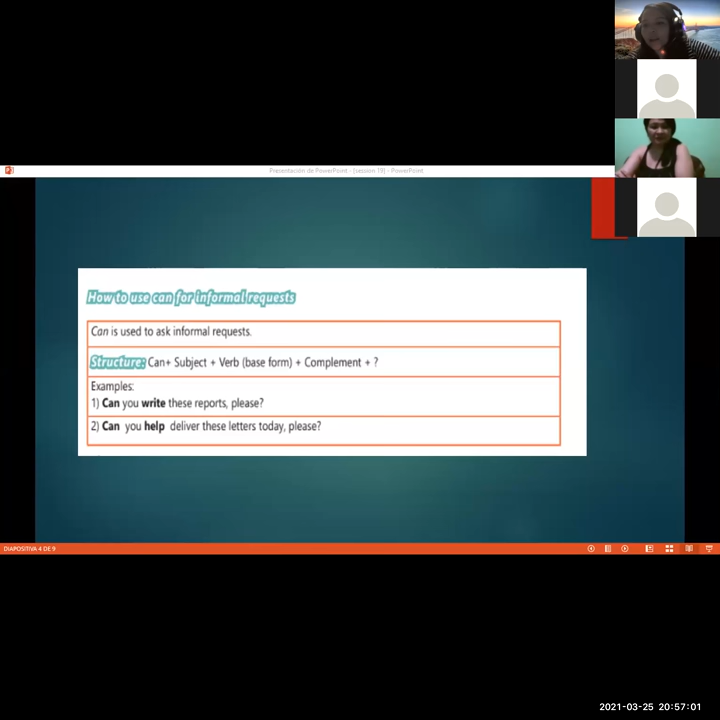 Presentación de PowerPoint - [session 19] - PowerPoint
How to use can for informal requests
Can is used to ask informal requests.
Structure: Can+ Subject + Verb (base form) + Complement + ?
Examples:
1) Can you write these reports, please?
2) Can you help deliver these letters today, please?
DIAPOSITIVA 4 DE 9
2021-03-25 20:57:01